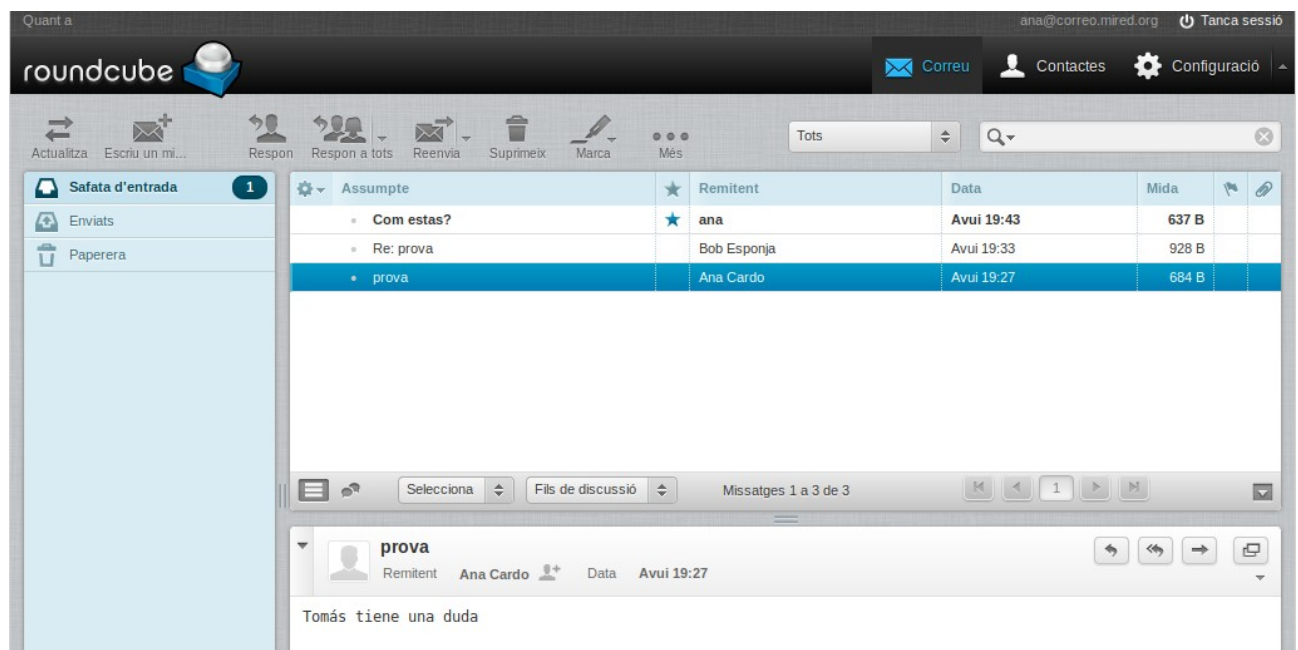 Quant a ana@correo.mired.org Tanca sessió
roundcube Correu Contactes Configuració
Actualitza Escriu un mi... Respon Respon a tots Reenvia Suprimeix Marca Més Tots
Safata d'entrada 1
Enviats
Paperera
Assumpte Remitent Data Mida
Com estas? ana Avui 19:43 637 B
Re: prova Bob Esponja Avui 19:33 928 B
prova Ana Cardo Avui 19:27 684 B
Selecciona Fils de discussió Missatges 1 a 3 de 3 1
prova
Remitent Ana Cardo Data Avui 19:27
Tomás tiene una duda